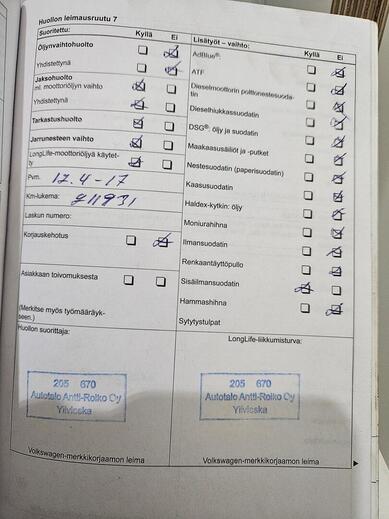 Huollon leimausruutu 7
Suoritettu: Kyllä Ei
Öljynvaihtohuolto
Yhdistettynä
Jaksohuolto
ml. moottoriöljyn vaihto
Yhdistettynä
Tarkastushuolto
Jarrunesteen vaihto
LongLife-moottoriöljyä käytet-
ty
Pvm. 12.4-17
Km-lukema:
Laskun numero:
Korjauskehotus
Asiakkaan toivomuksesta
(Merkitse myös työmääräyk-
seen.)
Huollon suorittaja:
205 670
Autotalo Antti-Roiko Oy
Ylivieska
Volkswagen-merkkikorjaamon leima
Lisätyöt – vaihto: Kyllä Ei
AdBlue®:
ATF
Dieselmoottorin polttonestesuoda-
tin
Dieselhiukkassuodatin
DSG®: öljy ja suodatin
Maakaasusäiliöt ja -putket
Nestesuodatin (paperisuodatin)
Kaasusuodatin
Haldex-kytkin: öljy
Moniurahihna
Ilmansuodatin
Renkaantäyttöpullo
Sisäilmansuodatin
Hammashihna
Sytytystulpat
LongLife-liikkumisturva:
205 670
Autotalo Antti-Roiko Oy
Ylivieska
Volkswagen-merkkikorjaamon leima